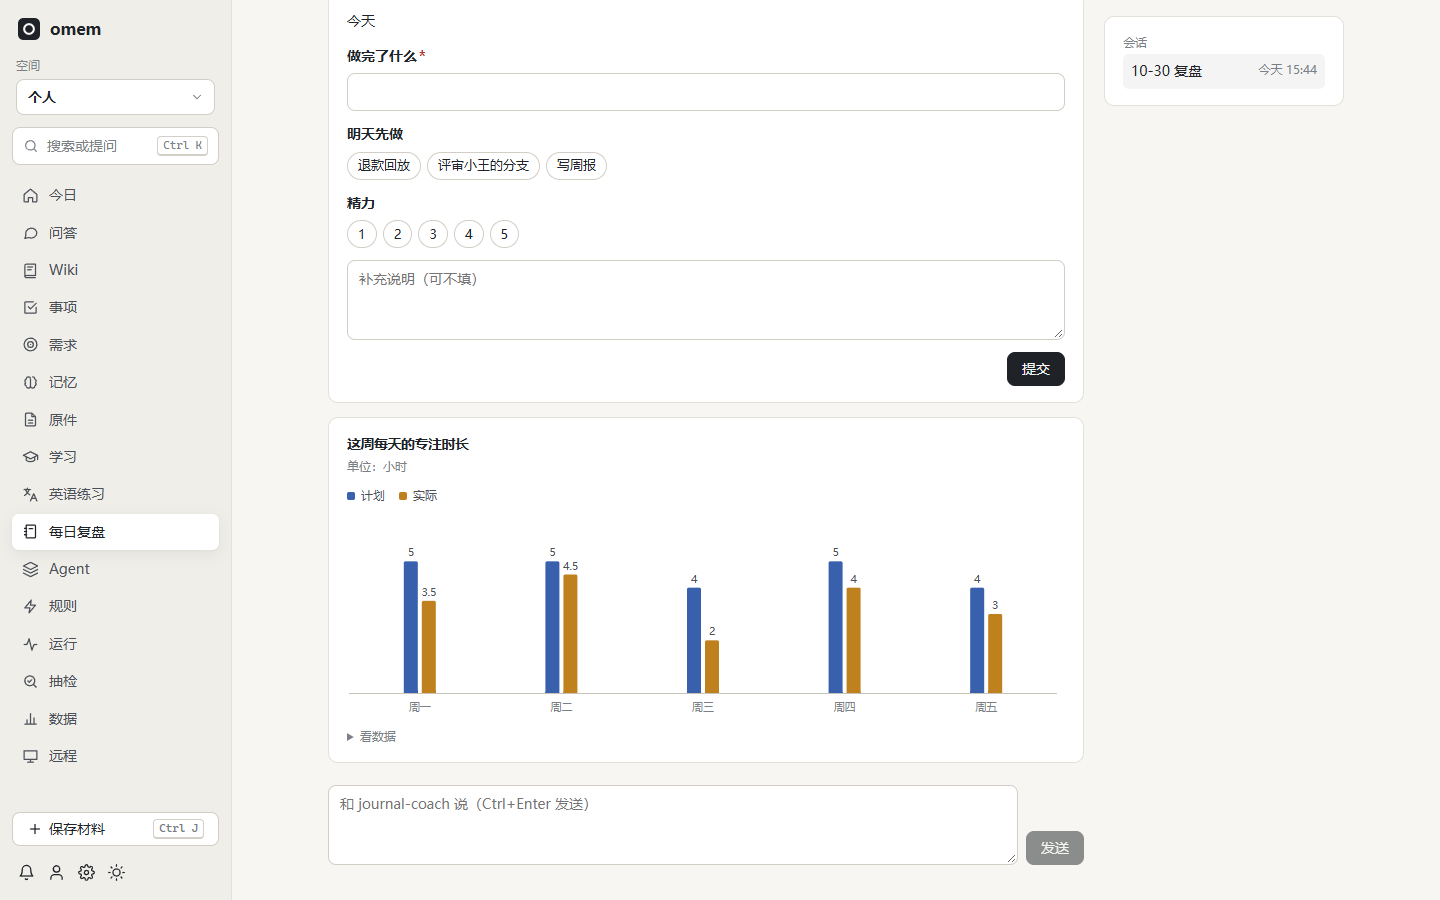 omem
空间
个人
搜索或提问 Ctrl K
今日
问答
Wiki
事项
需求
记忆
原件
学习
英语练习
每日复盘
Agent
规则
运行
抽检
数据
远程
保存材料 Ctrl J
今天
做完了什么*
明天先做
退款回放 评审小王的分支 写周报
精力
1 2 3 4 5
补充说明（可不填）
提交
这周每天的专注时长
单位：小时
计划 实际
5 3.5 5 4.5 4 2 5 4 4 3
周一 周二 周三 周四 周五
看数据
和 journal-coach 说（Ctrl+Enter 发送）
发送
会话
10-30 复盘 今天 15:44